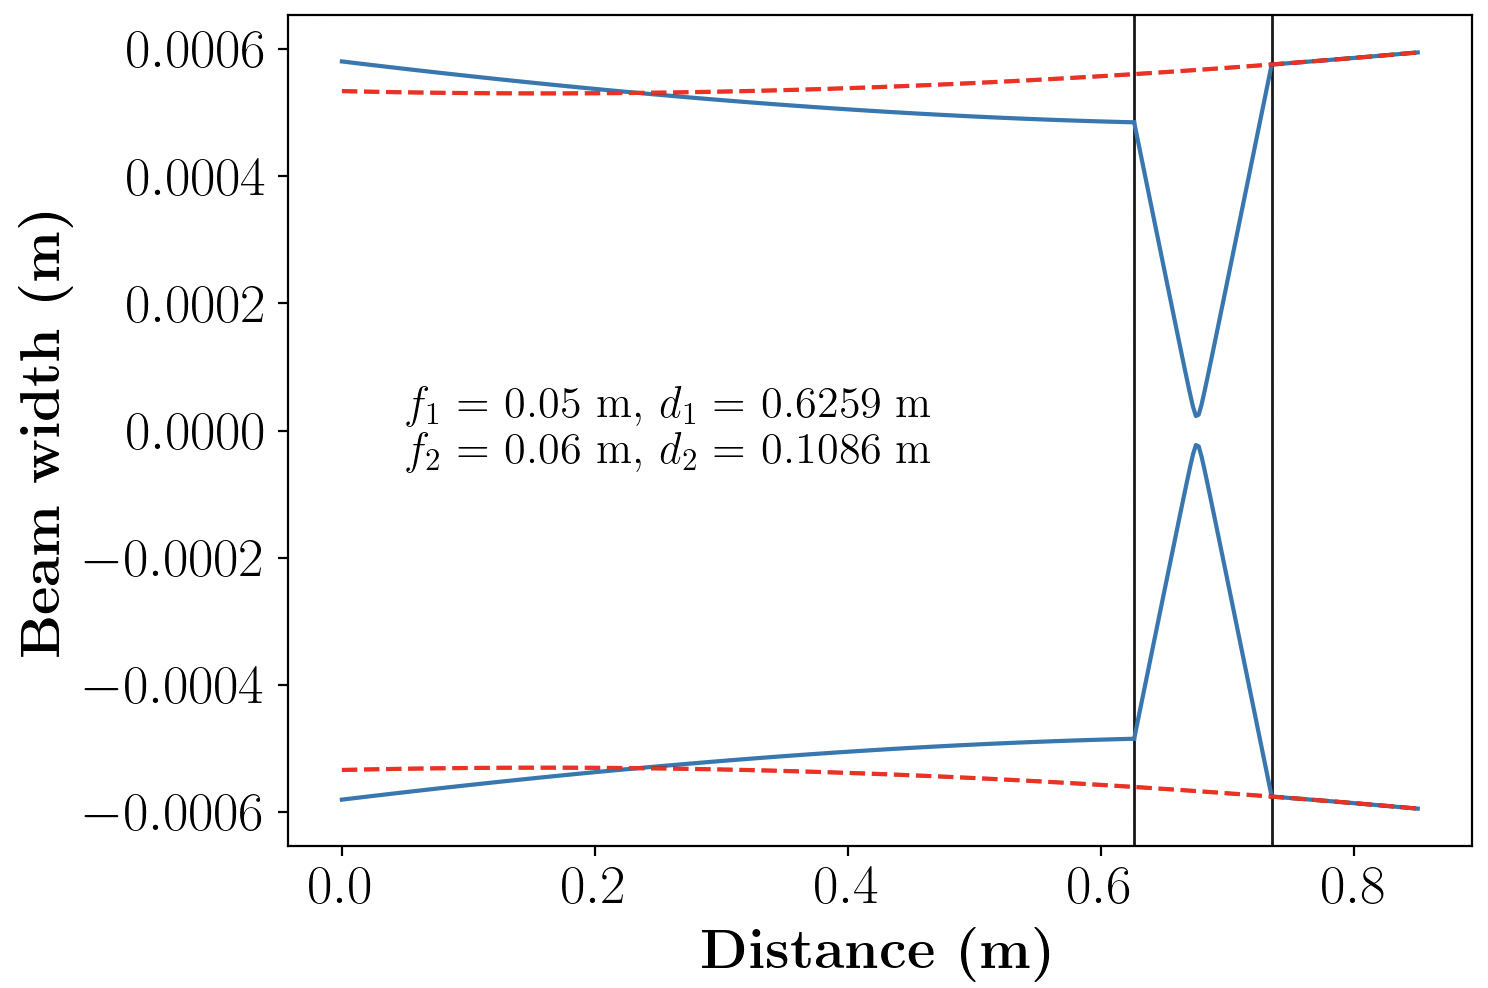 0.0006
0.0004
0.0002
0.0000
−0.0002
−0.0004
−0.0006
Beam width (m)
f₁ = 0.05 m, d₁ = 0.6259 m
f₂ = 0.06 m, d₂ = 0.1086 m
0.0 0.2 0.4 0.6 0.8
Distance (m)